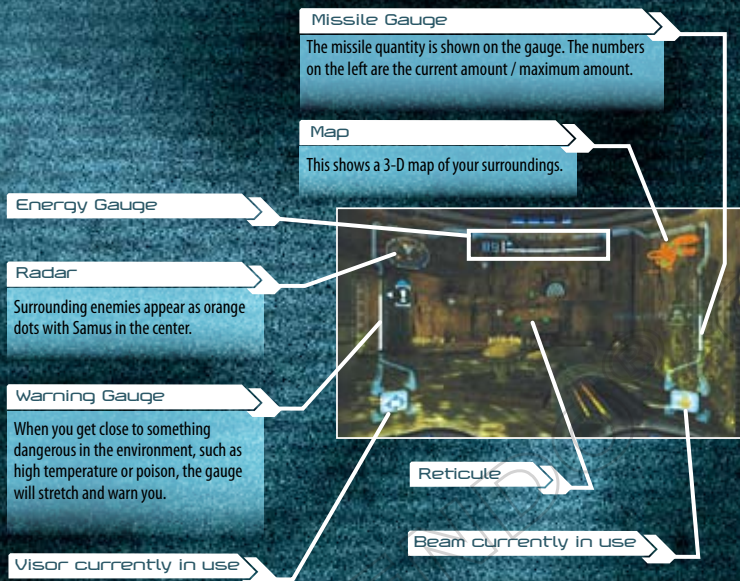 Missile Gauge
The missile quantity is shown on the gauge. The numbers
on the left are the current amount / maximum amount.
Map
This shows a 3-D map of your surroundings.
Energy Gauge
Radar
Surrounding enemies appear as orange
dots with Samus in the center.
Warning Gauge
When you get close to something
dangerous in the environment, such as
high temperature or poison, the gauge
will stretch and warn you.
Reticule
Beam currently in use
Visor currently in use